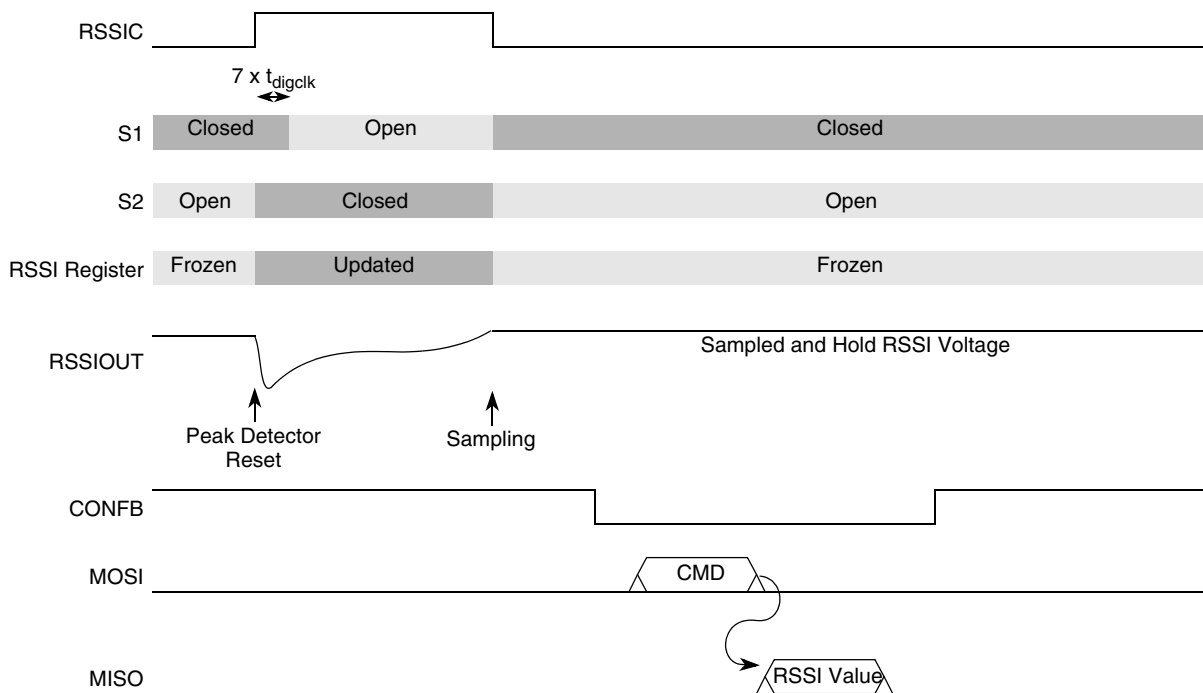 RSSIC
7 x tdigclk
S1 Closed Open Closed
S2 Open Closed Open
RSSI Register Frozen Updated Frozen
RSSIOUT Sampled and Hold RSSI Voltage
Peak Detector
Reset
Sampling
CONFB
MOSI CMD
MISO RSSI Value